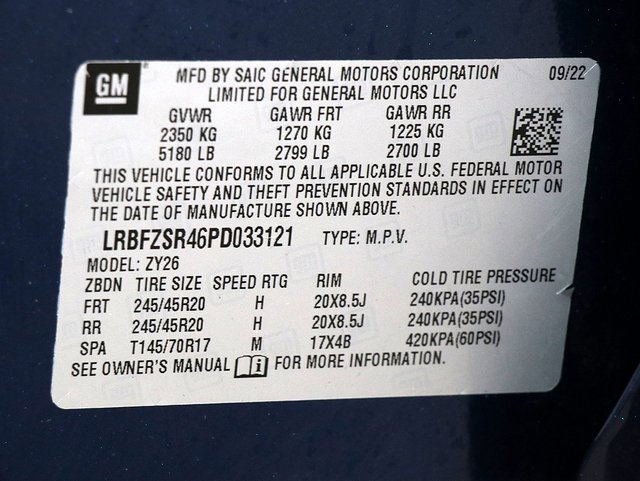 GM
MFD BY SAIC GENERAL MOTORS CORPORATION 09/22
LIMITED FOR GENERAL MOTORS LLC
GVWR GAWR FRT GAWR RR
2350 KG 1270 KG 1225 KG
5180 LB 2799 LB 2700 LB
THIS VEHICLE CONFORMS TO ALL APPLICABLE U.S. FEDERAL MOTOR
VEHICLE SAFETY AND THEFT PREVENTION STANDARDS IN EFFECT ON
THE DATE OF MANUFACTURE SHOWN ABOVE.
LRBFZSR46PD033121 TYPE: M.P.V.
MODEL: ZY26
ZBDN TIRE SIZE SPEED RTG RIM COLD TIRE PRESSURE
FRT 245/45R20 H 20X8.5J 240KPA(35PSI)
RR 245/45R20 H 20X8.5J 240KPA(35PSI)
SPA T145/70R17 M 17X4B 420KPA(60PSI)
SEE OWNER'S MANUAL i FOR MORE INFORMATION.